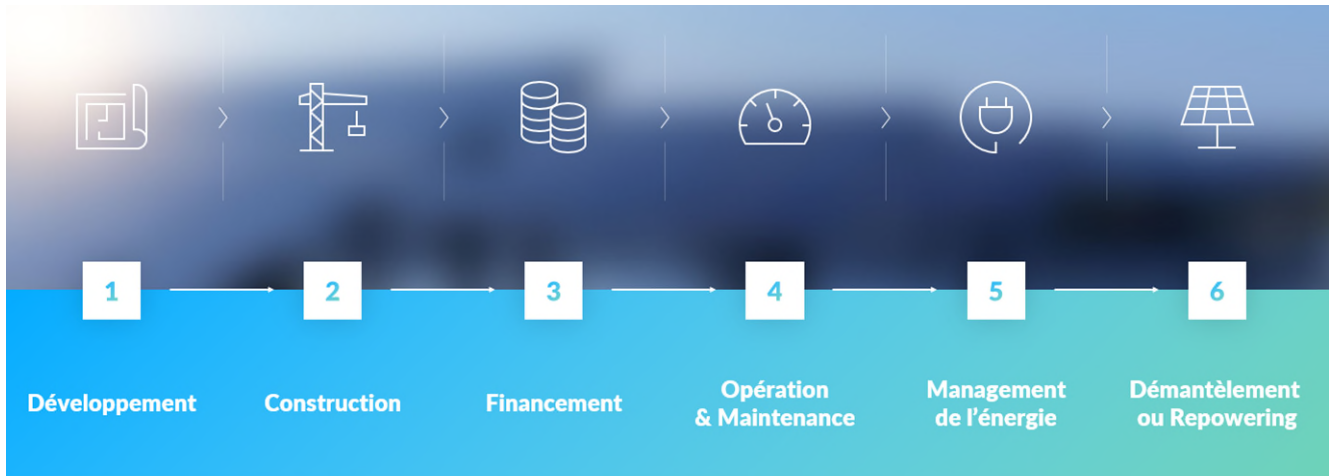 1
2
3
4
5
6
Développement
Construction
Financement
Opération
& Maintenance
Management
de l’énergie
Démantèlement
ou Repowering